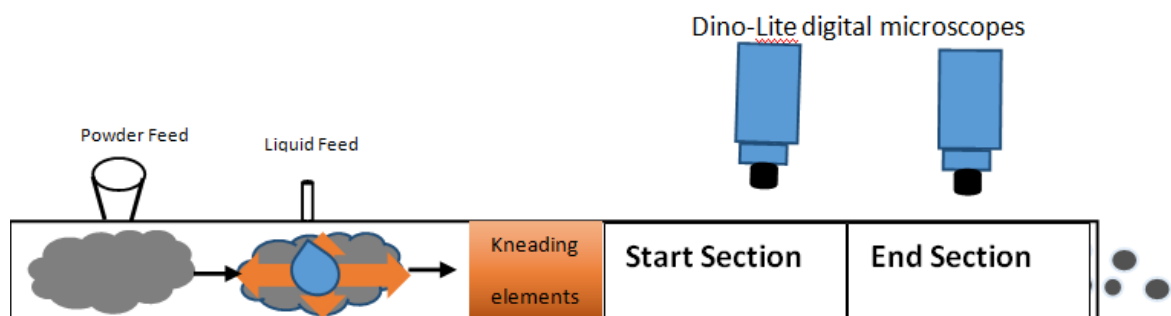 Dino-Lite digital microscopes
Powder Feed
Liquid Feed
Kneading
elements
Start Section
End Section